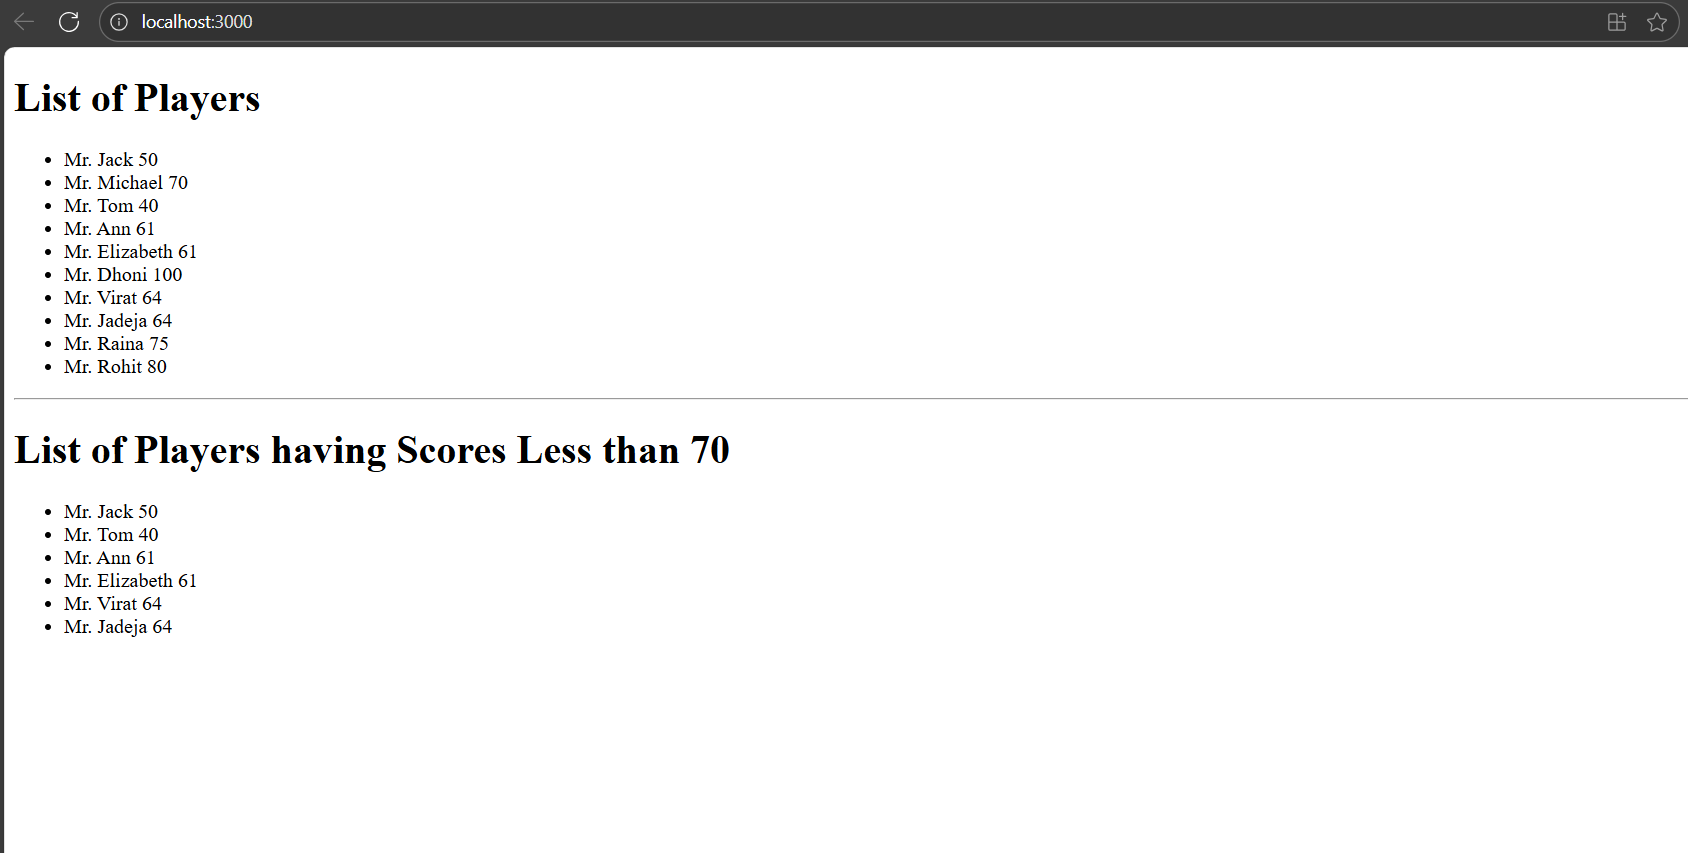 localhost:3000
List of Players
Mr. Jack 50
Mr. Michael 70
Mr. Tom 40
Mr. Ann 61
Mr. Elizabeth 61
Mr. Dhoni 100
Mr. Virat 64
Mr. Jadeja 64
Mr. Raina 75
Mr. Rohit 80
List of Players having Scores Less than 70
Mr. Jack 50
Mr. Tom 40
Mr. Ann 61
Mr. Elizabeth 61
Mr. Virat 64
Mr. Jadeja 64